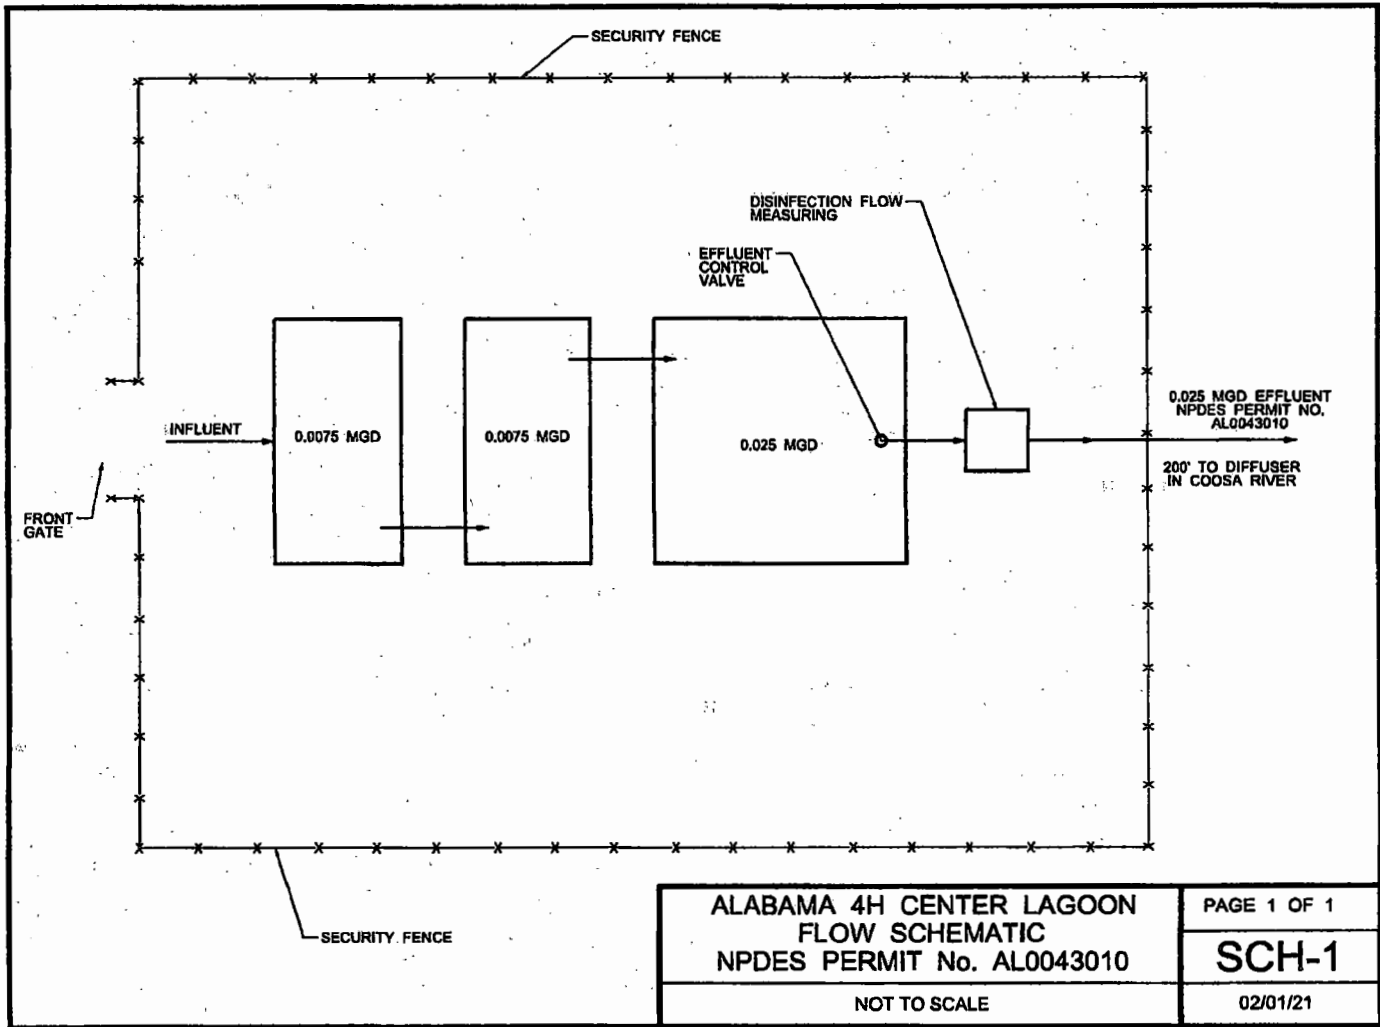 SECURITY FENCE
DISINFECTION FLOW
MEASURING
EFFLUENT
CONTROL
VALVE
INFLUENT
0.0075 MGD
0.0075 MGD
0.025 MGD
0.025 MGD EFFLUENT
NPDES PERMIT NO.
AL0043010
200' TO DIFFUSER
IN COOSA RIVER
FRONT
GATE
SECURITY FENCE
ALABAMA 4H CENTER LAGOON
FLOW SCHEMATIC
NPDES PERMIT No. AL0043010
NOT TO SCALE
PAGE 1 OF 1
SCH-1
02/01/21